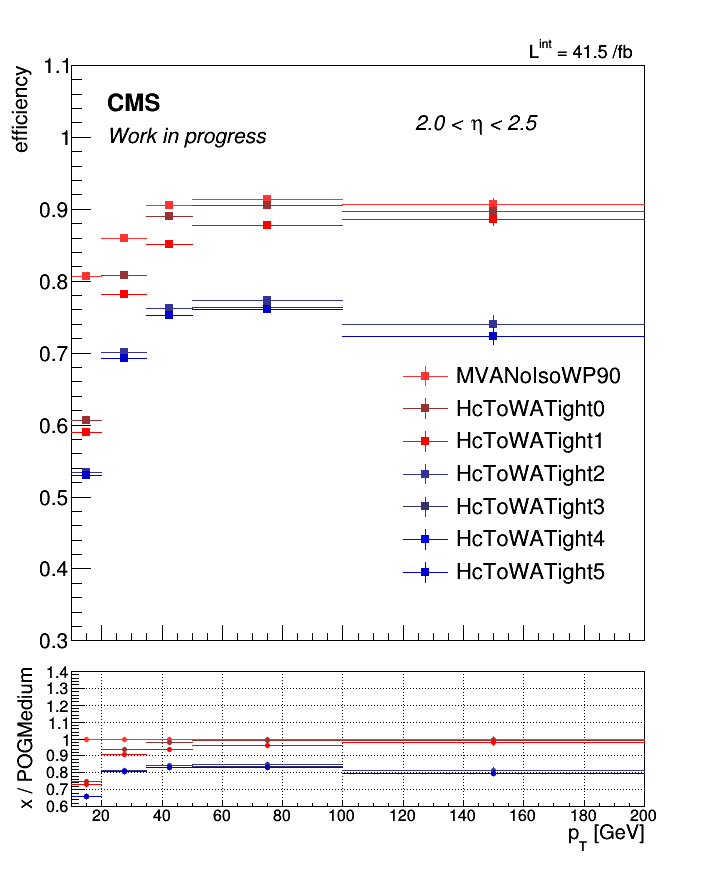 L^int = 41.5 /fb
efficiency
CMS
Work in progress
2.0 < η < 2.5
1.1
1
0.9
0.8
0.7
0.6
0.5
0.4
0.3
MVANoIsoWP90
HcToWATight0
HcToWATight1
HcToWATight2
HcToWATight3
HcToWATight4
HcToWATight5
x / POGMedium
1.4
1.3
1.2
1.1
1
0.9
0.8
0.7
0.6
20 40 60 80 100 120 140 160 180 200
p_T [GeV]